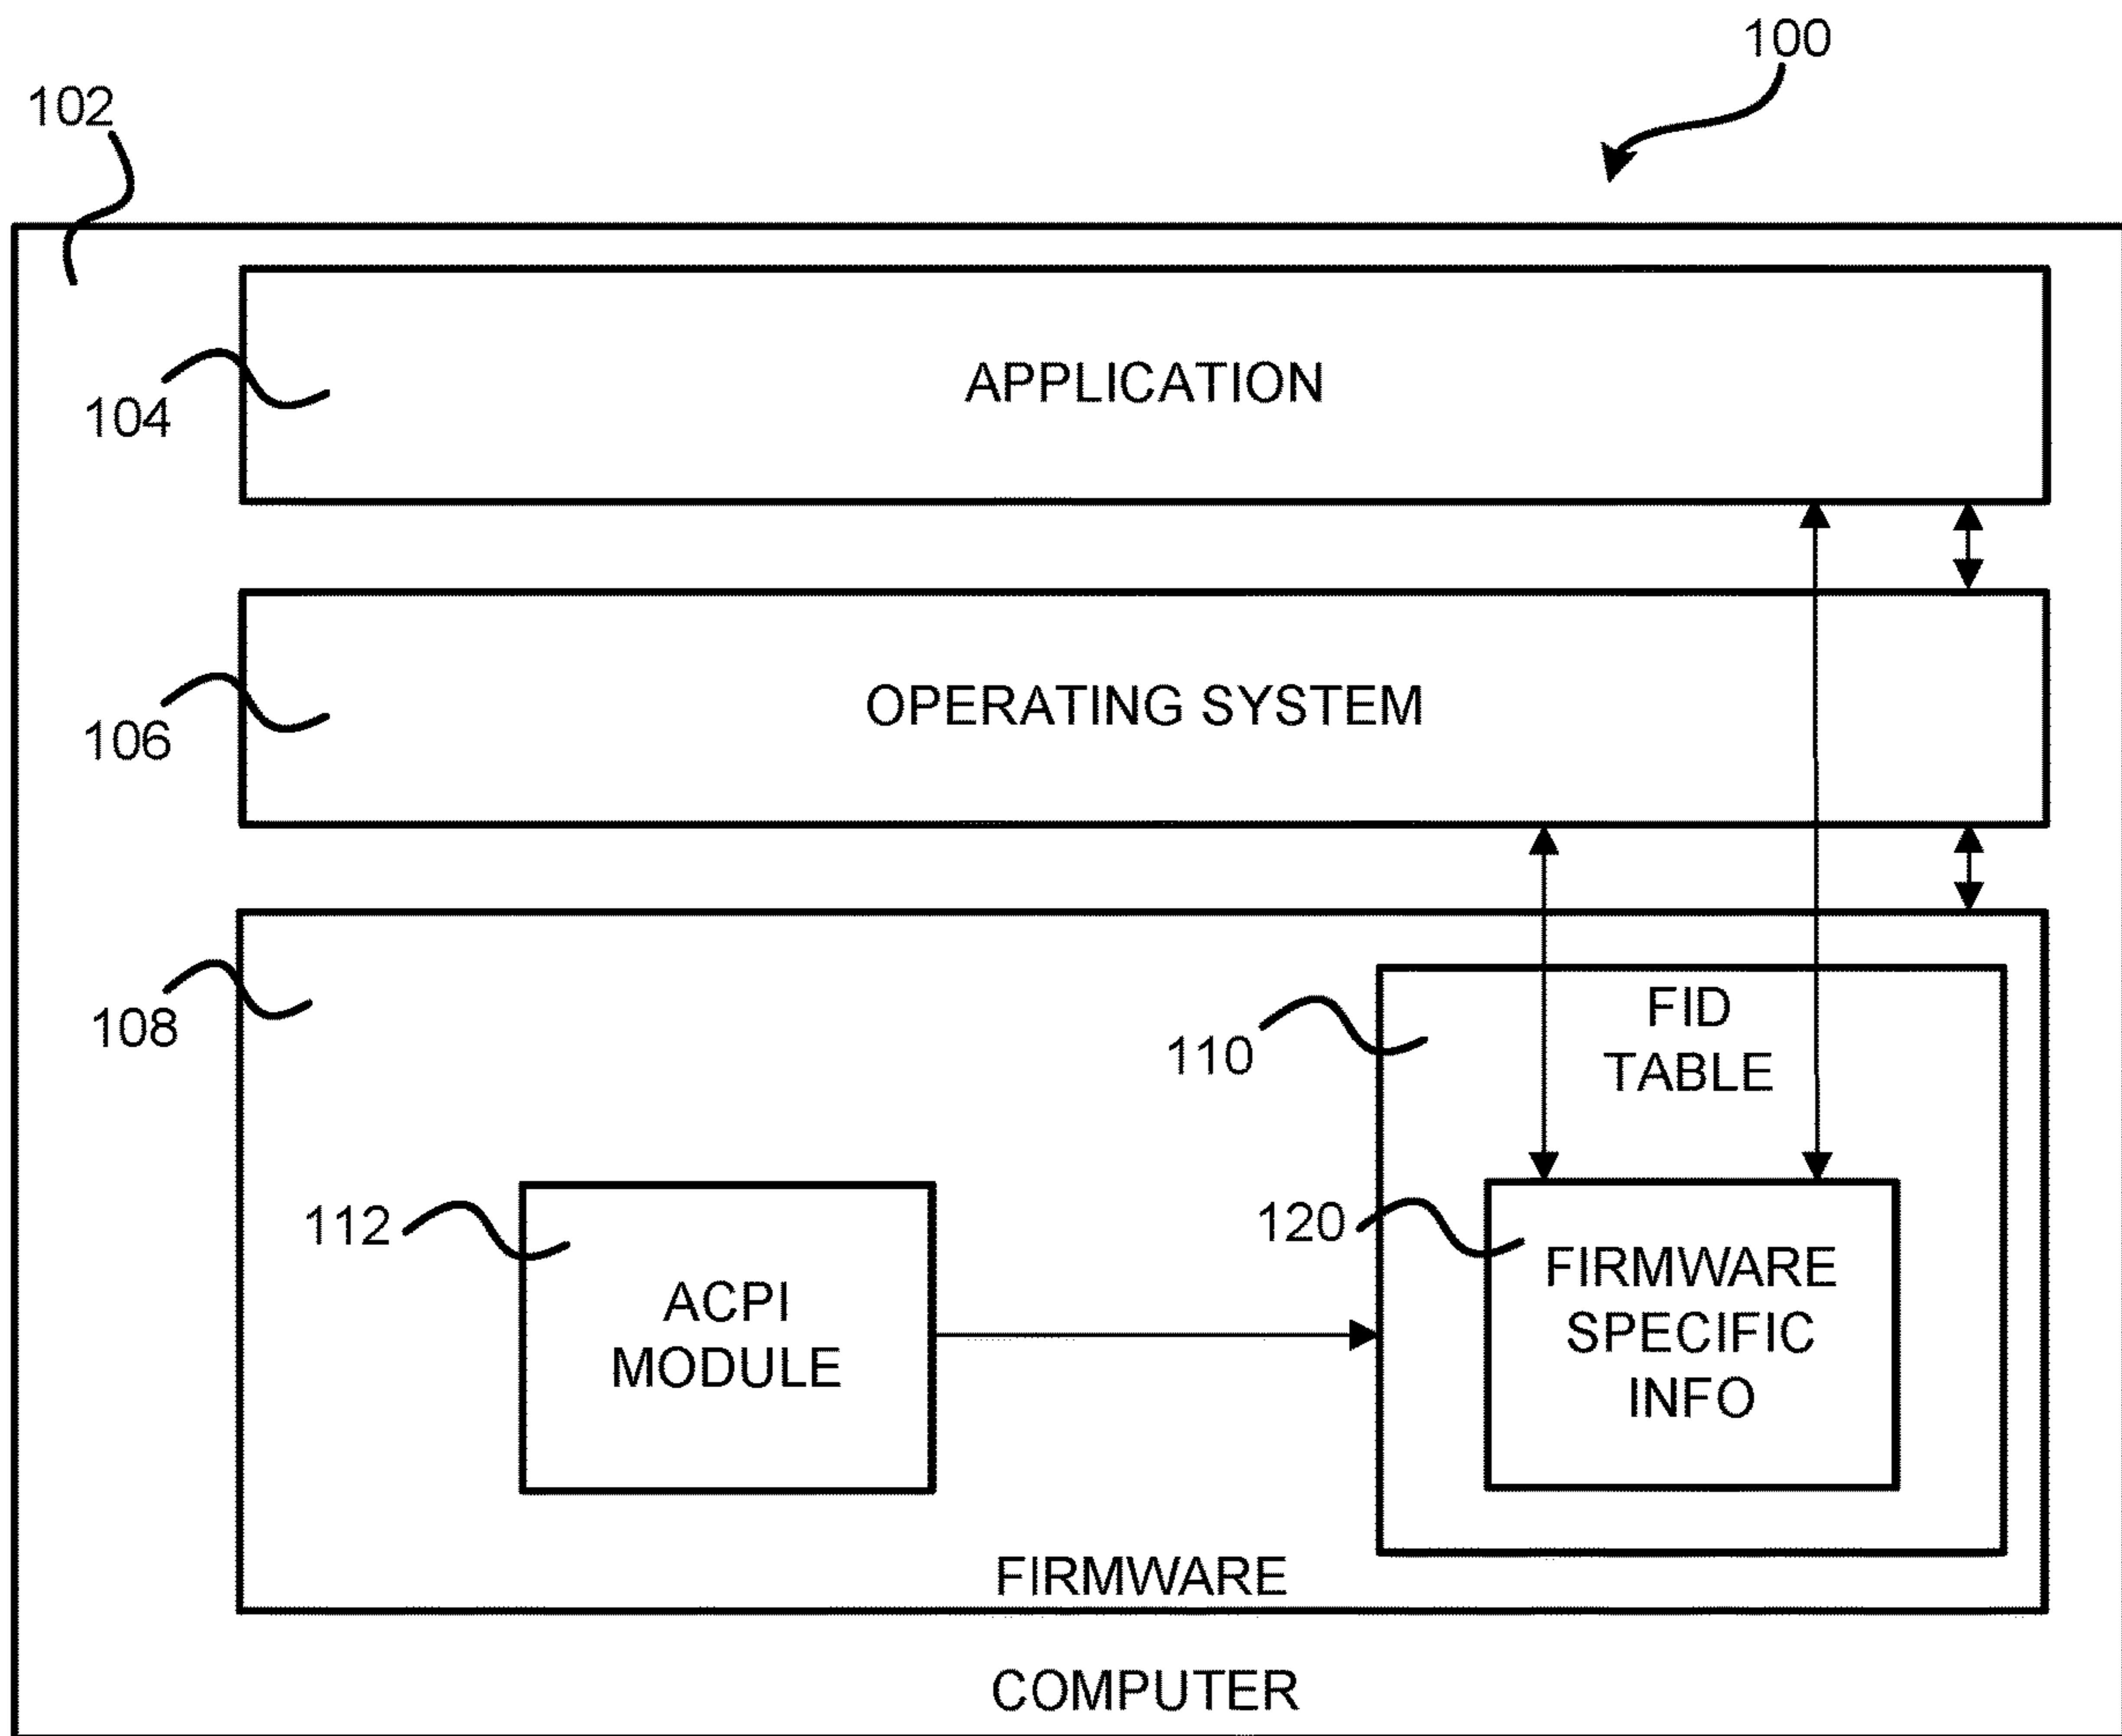 100
102
APPLICATION
104
OPERATING SYSTEM
106
108
FID
TABLE
110
112
ACPI
MODULE
120
FIRMWARE
SPECIFIC
INFO
FIRMWARE
COMPUTER